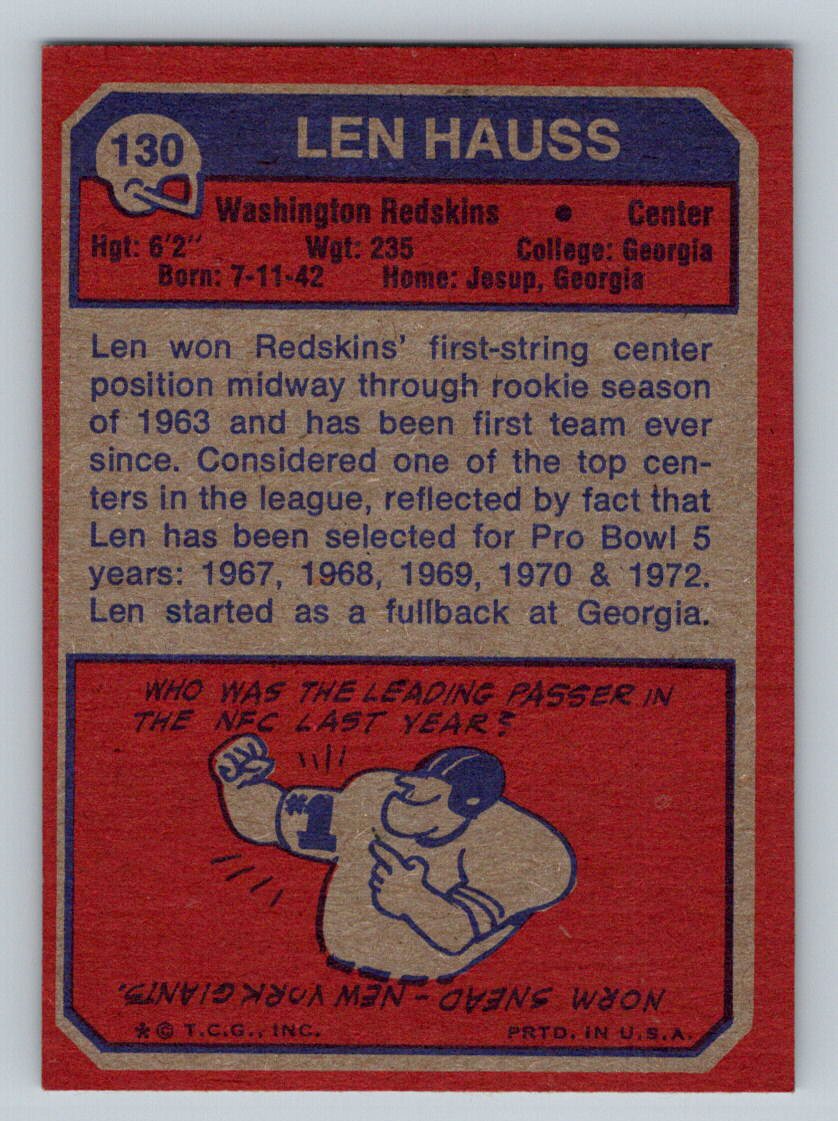 130
LEN HAUSS
Washington Redskins • Center
Hgt: 6'2" Wgt: 235 College: Georgia
Born: 7-11-42 Home: Jesup, Georgia
Len won Redskins' first-string center
position midway through rookie season
of 1963 and has been first team ever
since. Considered one of the top cen-
ters in the league, reflected by fact that
Len has been selected for Pro Bowl 5
years: 1967, 1968, 1969, 1970 & 1972.
Len started as a fullback at Georgia.
WHO WAS THE LEADING PASSER IN
THE NFC LAST YEAR?
#1
NORM SNEAD - NEW YORK GIANTS.
* © T.C.G., INC. PRTD. IN U.S.A.